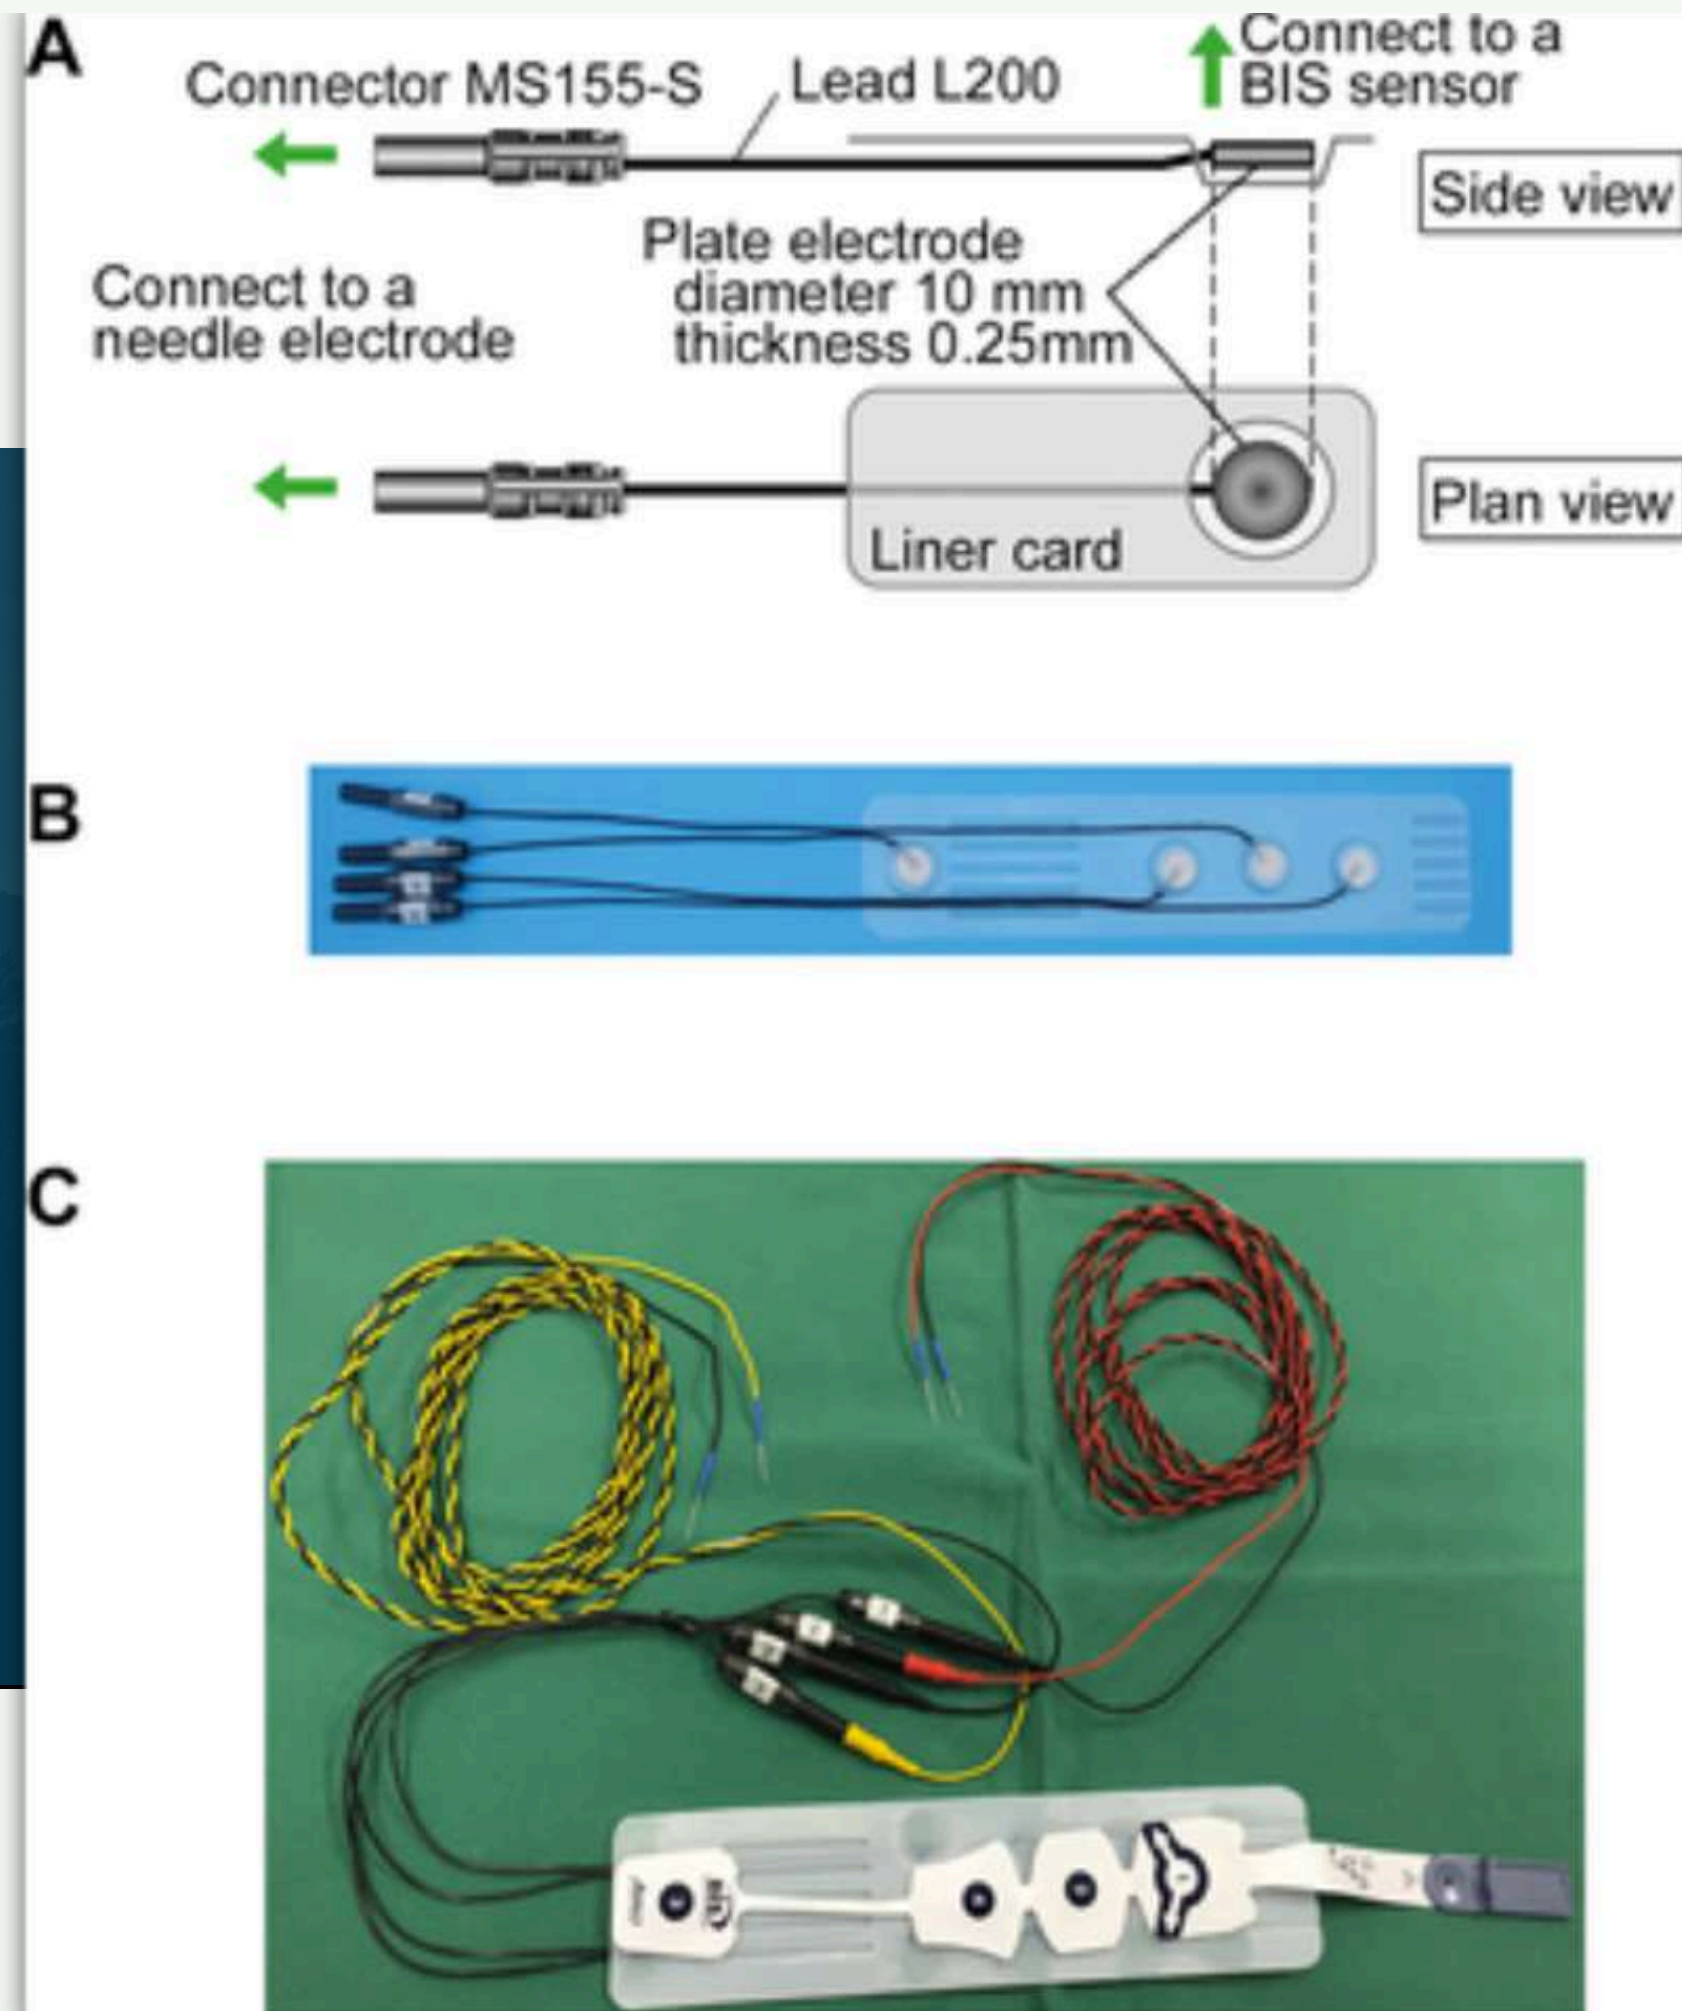 A
Connector MS155-S
Lead L200
Connect to a
BIS sensor
Side view
Plate electrode
diameter 10 mm
thickness 0.25mm
Connect to a
needle electrode
Plan view
Liner card
B
C